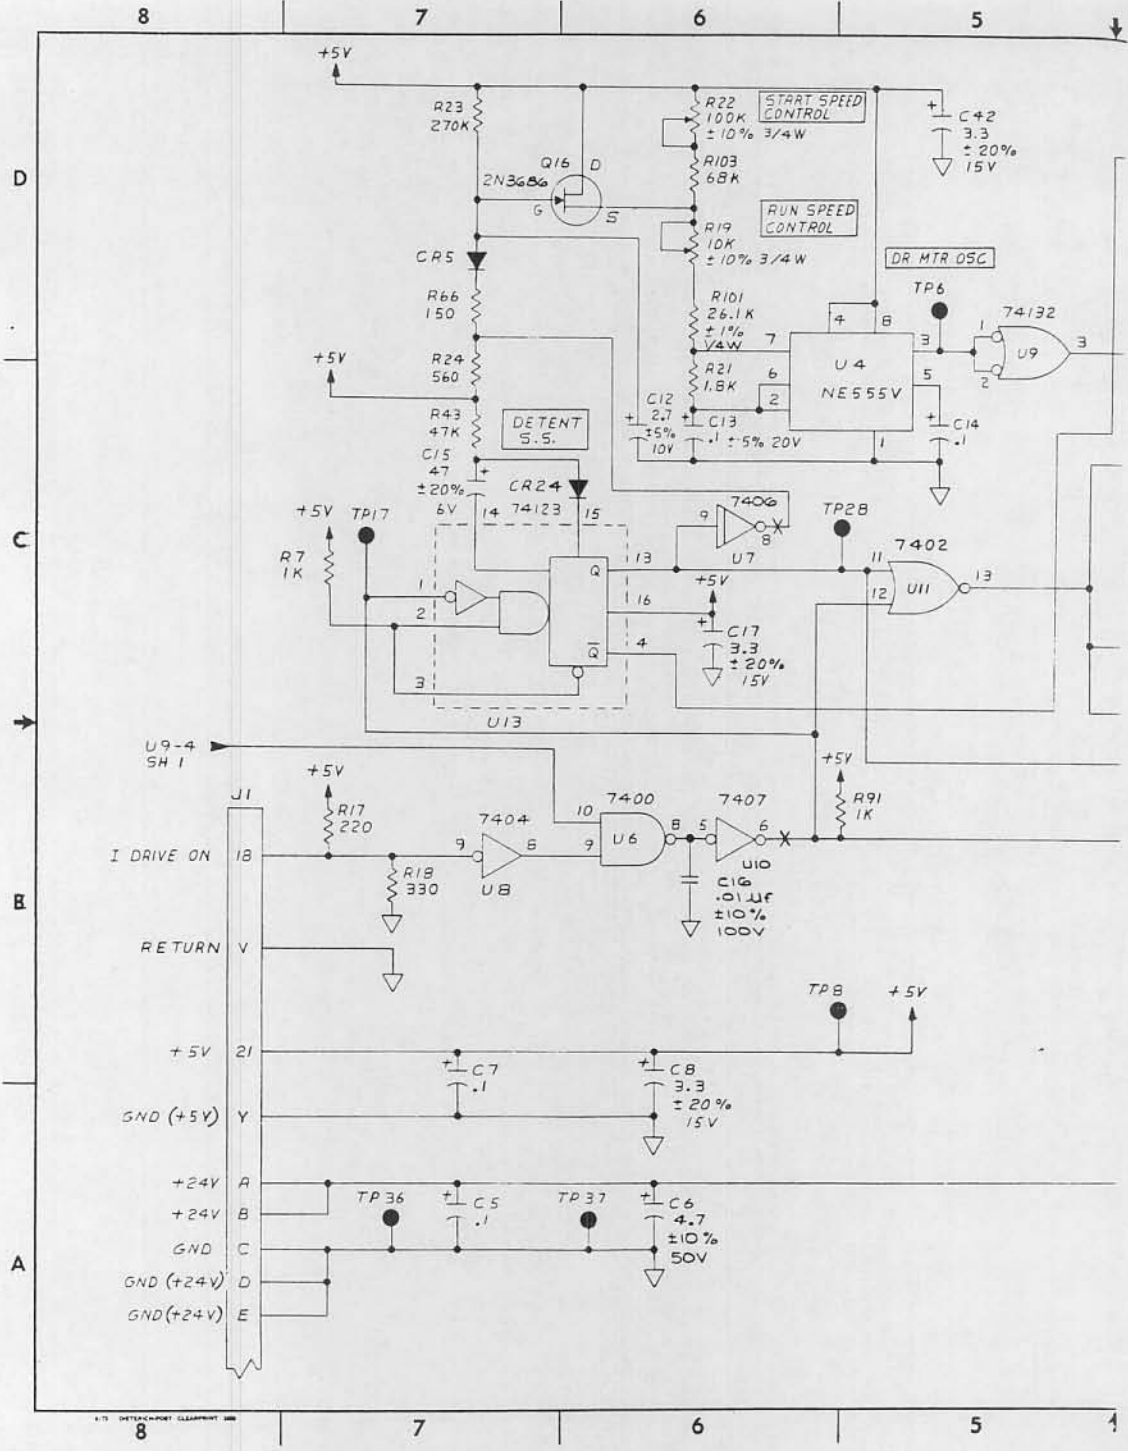 8 7 6 5
D
C
B
A
+5V
R23
270K
Q16 D
2N3686
G S
R22
100K
±10% 3/4W
START SPEED
CONTROL
R103
68K
C42
3.3
±20%
15V
R19
10K
±10% 3/4W
RUN SPEED
CONTROL
CR5
R66
150
R101
26.1K
±1%
1/4W
DR MTR OSC
TP6
74132
1
2
U9
3
4 8
7
6
2
3
5
1
U4
NE555V
+5V
R24
560
R21
1.8K
R43
47K
DETENT
S.S.
C12
2.7
±5%
10V
C13
.1 ±5% 20V
C14
.1
C15
47
±20%
6V
CR24
14 74123 15
+5V
R7
1K
TP17
1
2
3
Q
Q̅
13
16
4
U13
7406
9
8
U7
TP28
7402
11
12
U11
13
+5V
C17
3.3
±20%
15V
U9-4
SH 1
+5V
R17
220
J1
7404
9 8
U8
7400
10
9
U6
8
7407
5 6
U10
+5V
R91
1K
I DRIVE ON 18
R18
330
C16
.01 UF
±10%
100V
RETURN V
TP8 +5V
+5V 21
C7
.1
C8
3.3
±20%
15V
GND (+5V) Y
+24V A
+24V B
GND C
GND (+24V) D
GND (+24V) E
TP36
C5
.1
TP37
C6
4.7
±10%
50V
8 7 6 5 4